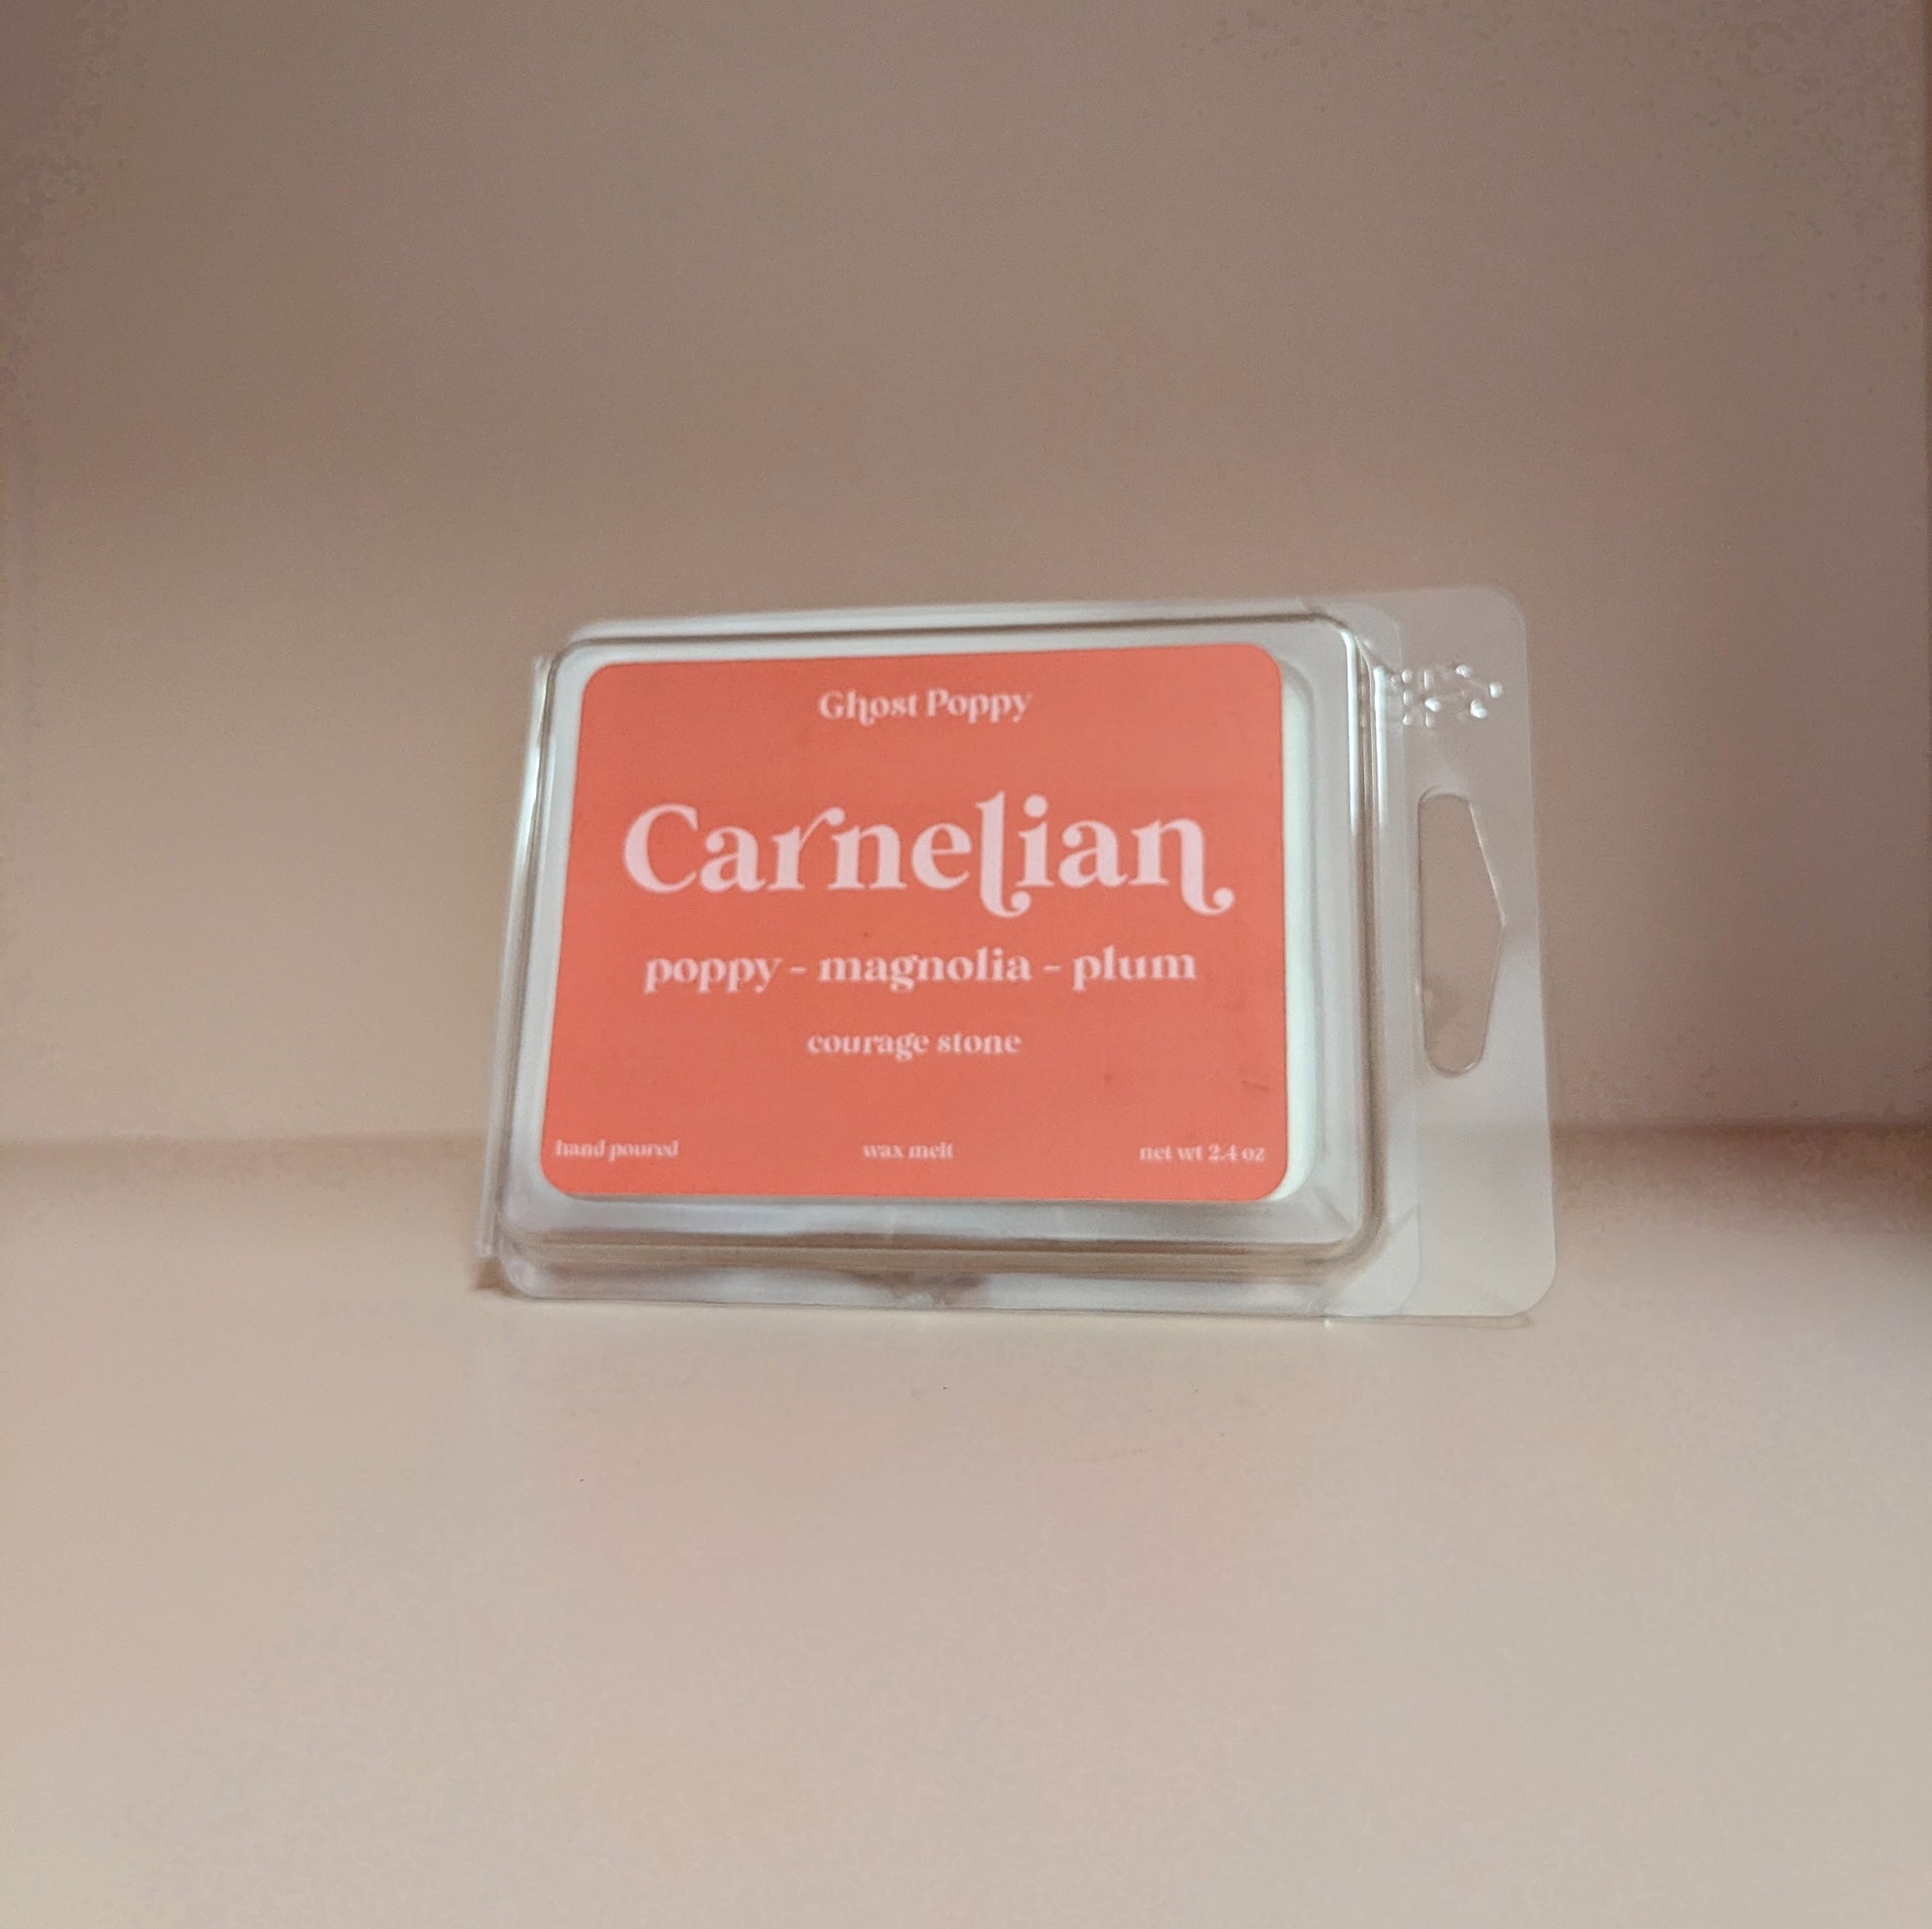 Ghost Poppy
Carnelian
poppy - magnolia - plum
courage stone
hand poured wax melt net wt 2.4 oz